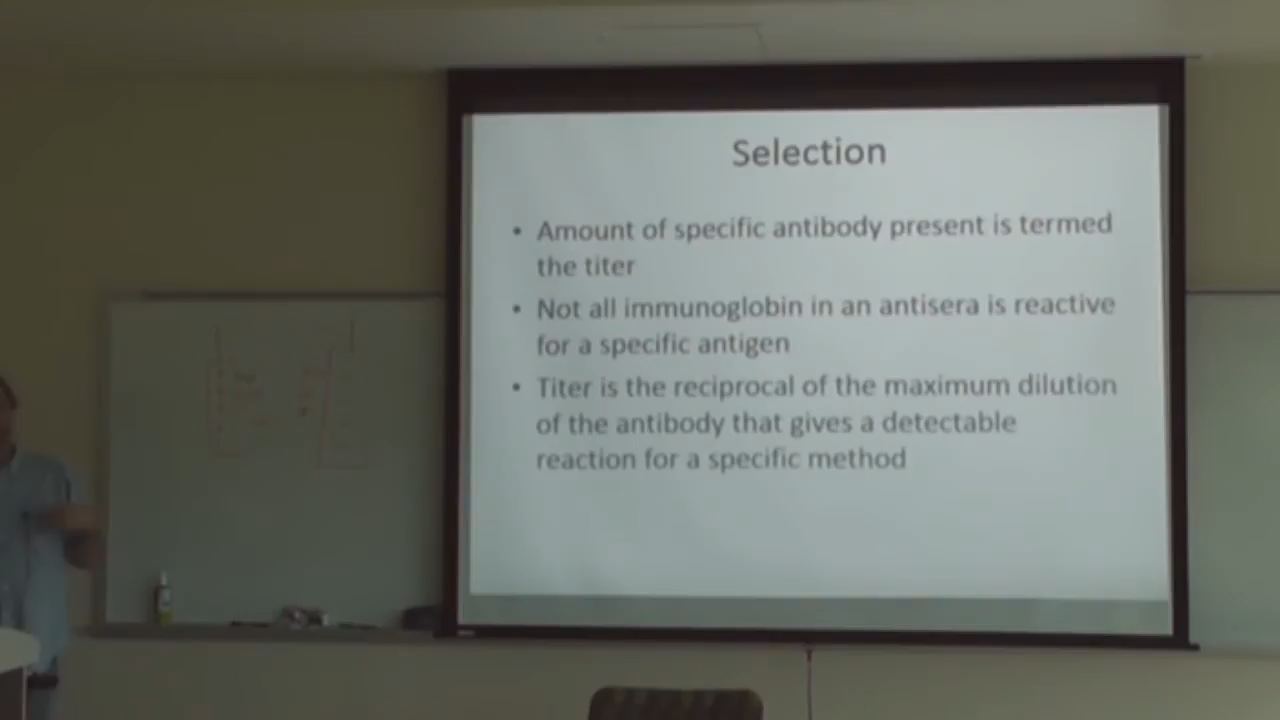 Selection
• Amount of specific antibody present is termed
the titer
• Not all immunoglobin in an antisera is reactive
for a specific antigen
• Titer is the reciprocal of the maximum dilution
of the antibody that gives a detectable
reaction for a specific method